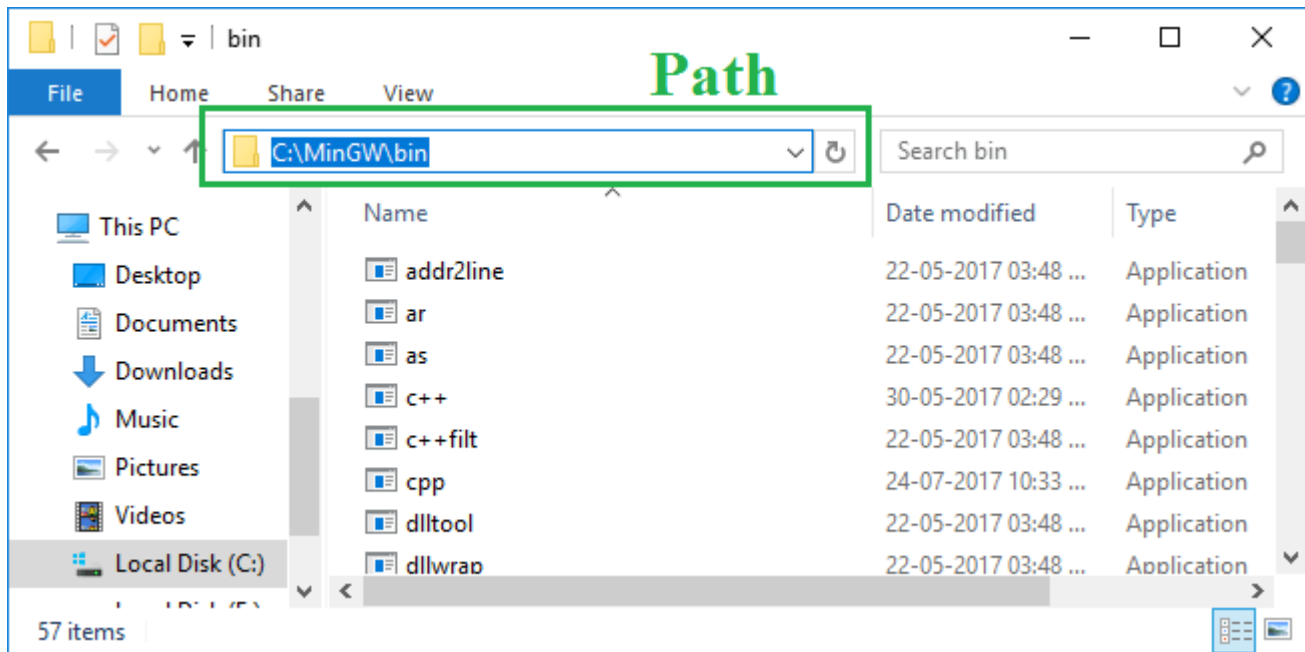 bin
Path
File Home Share View
C:\MinGW\bin
Search bin
Name Date modified Type
This PC
Desktop
Documents
Downloads
Music
Pictures
Videos
Local Disk (C:)
addr2line 22-05-2017 03:48 ... Application
ar 22-05-2017 03:48 ... Application
as 22-05-2017 03:48 ... Application
c++ 30-05-2017 02:29 ... Application
c++filt 22-05-2017 03:48 ... Application
cpp 24-07-2017 10:33 ... Application
dlltool 22-05-2017 03:48 ... Application
dllwrap 22-05-2017 03:48 ... Application
57 items